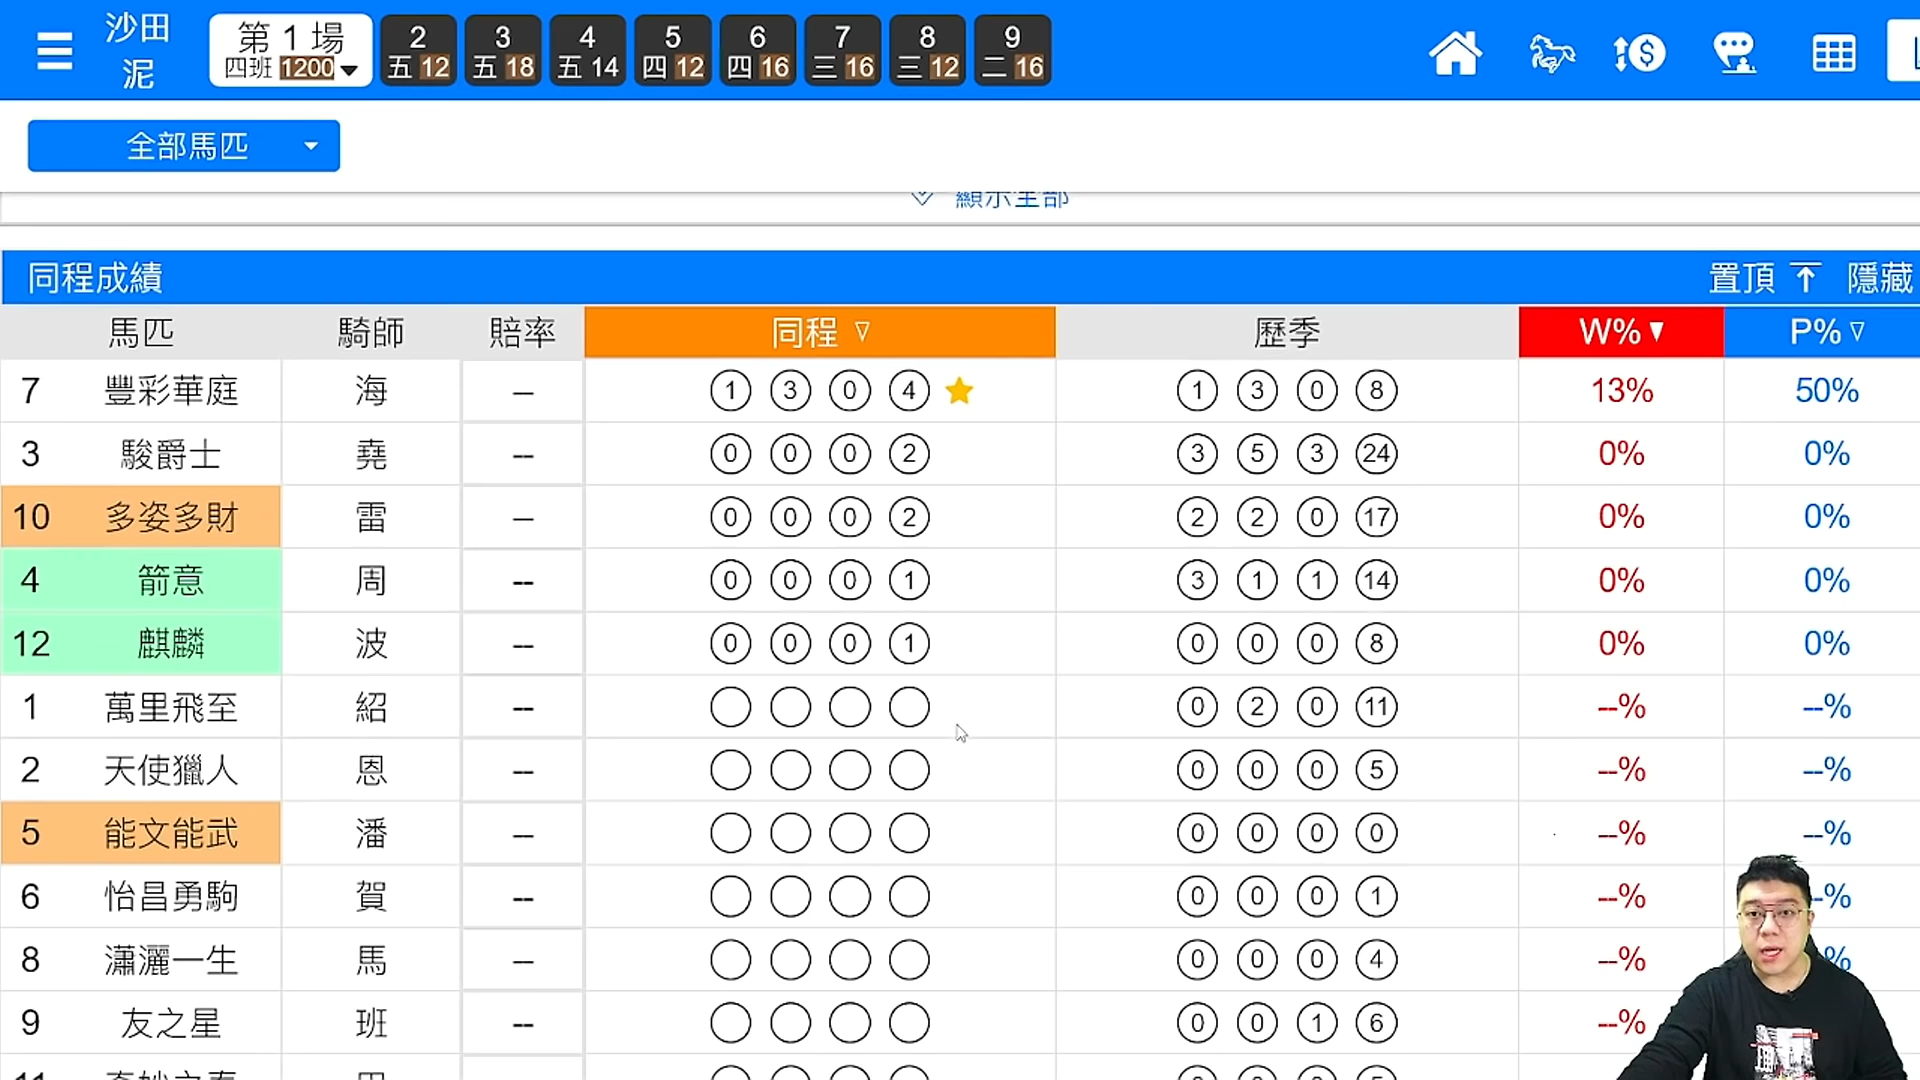 沙田
泥
第 1 場
四班 1200
2
五 12
3
五 18
4
五 14
5
四 12
6
四 16
7
三 16
8
三 12
9
二 16
全部馬匹
顯示全部
同程成績 置頂 隱藏
馬匹 騎師 賠率 同程 歷季 W% P%
7 豐彩華庭 海 -- 1 3 0 4 1 3 0 8 13% 50%
3 駿爵士 堯 -- 0 0 0 2 3 5 3 24 0% 0%
10 多姿多財 雷 -- 0 0 0 2 2 2 0 17 0% 0%
4 箭意 周 -- 0 0 0 1 3 1 1 14 0% 0%
12 麒麟 波 -- 0 0 0 1 0 0 0 8 0% 0%
1 萬里飛至 紹 -- 0 2 0 11 --% --%
2 天使獵人 恩 -- 0 0 0 5 --% --%
5 能文能武 潘 -- 0 0 0 0 --% --%
6 怡昌勇駒 賀 -- 0 0 0 1 --% -%
8 瀟灑一生 馬 -- 0 0 0 4 --% %
9 友之星 班 -- 0 0 1 6 --%